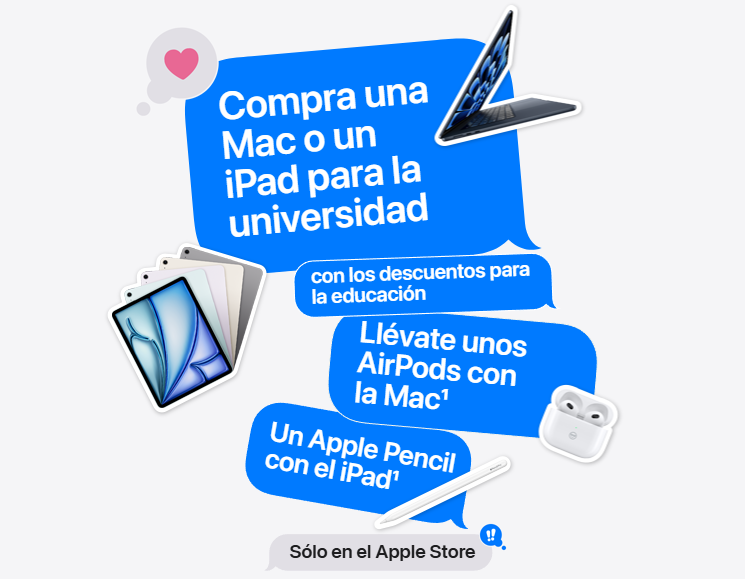 Compra una
Mac o un
iPad para la
universidad
con los descuentos para
la educación
Llévate unos
AirPods con
la Mac¹
Un Apple Pencil
con el iPad¹
!!
Sólo en el Apple Store